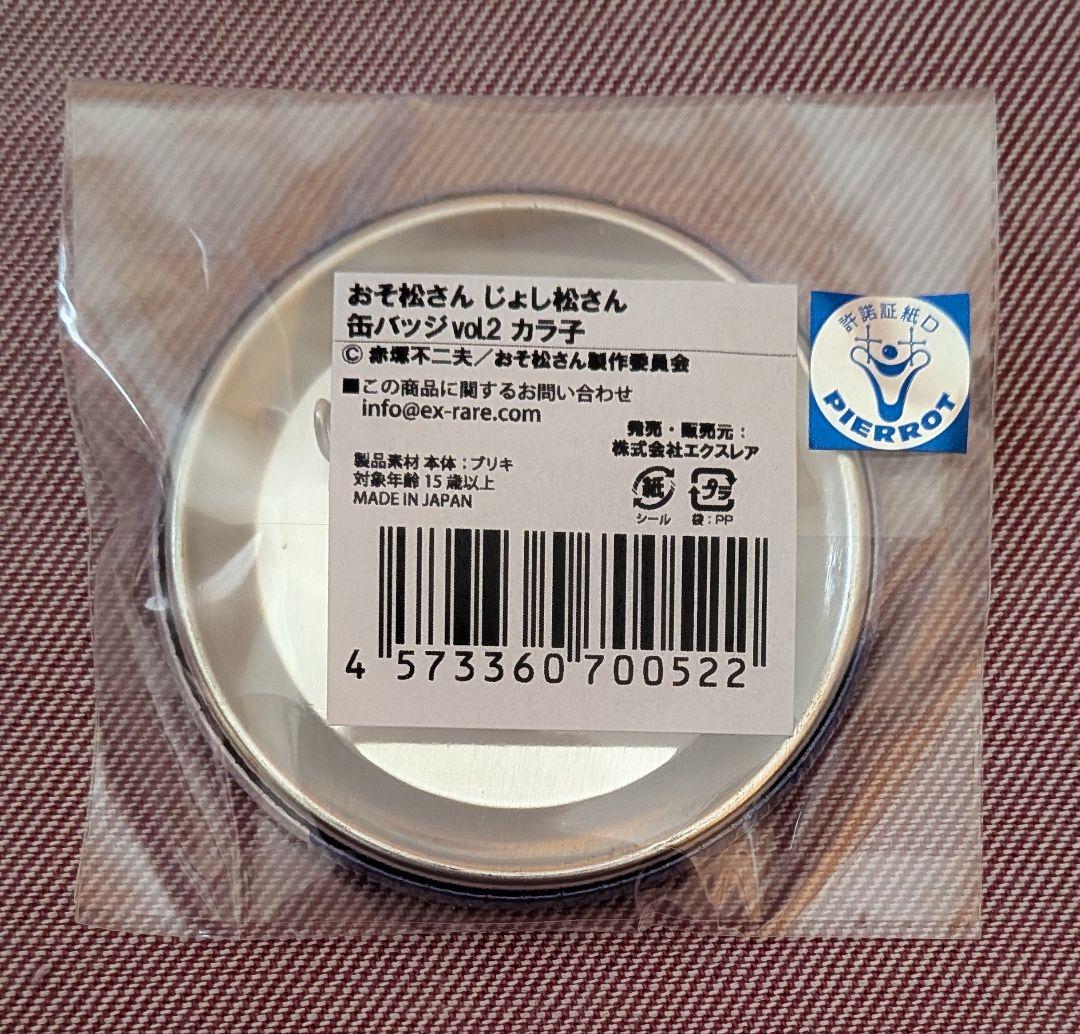 おそ松さん じょし松さん
缶バッジvol.2 カラ子
© 赤塚不二夫／おそ松さん製作委員会
■この商品に関するお問い合わせ
info@ex-rare.com
発売・販売元：
株式会社エクスレア
製品素材 本体：ブリキ
対象年齢 15歳以上
MADE IN JAPAN
紙
シール
プラ
袋：PP
4 573360 700522
許諾証紙D
PIERROT